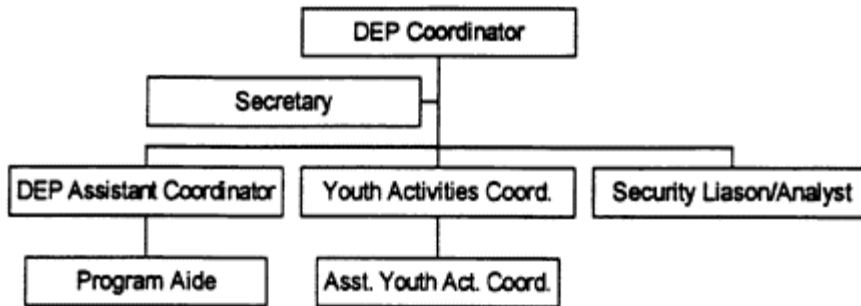 DEP Coordinator
Secretary
DEP Assistant Coordinator
Youth Activities Coord.
Security Liason/Analyst
Program Aide
Asst. Youth Act. Coord.